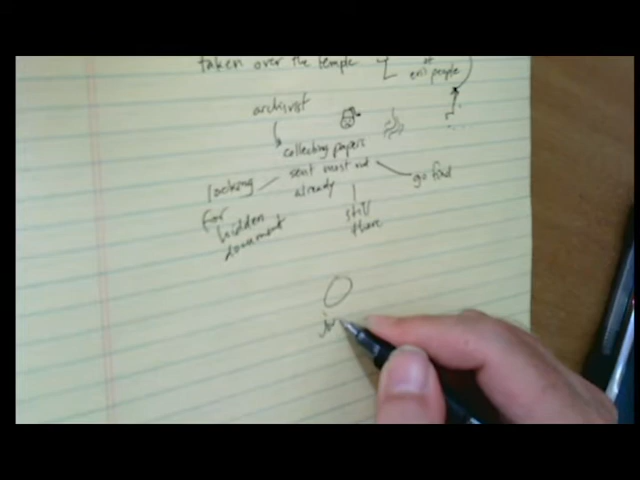 taken over the temple
at
evil people
archivist
collecting papers
sent most out
already
looking
for
hidden
document
still
there
go find